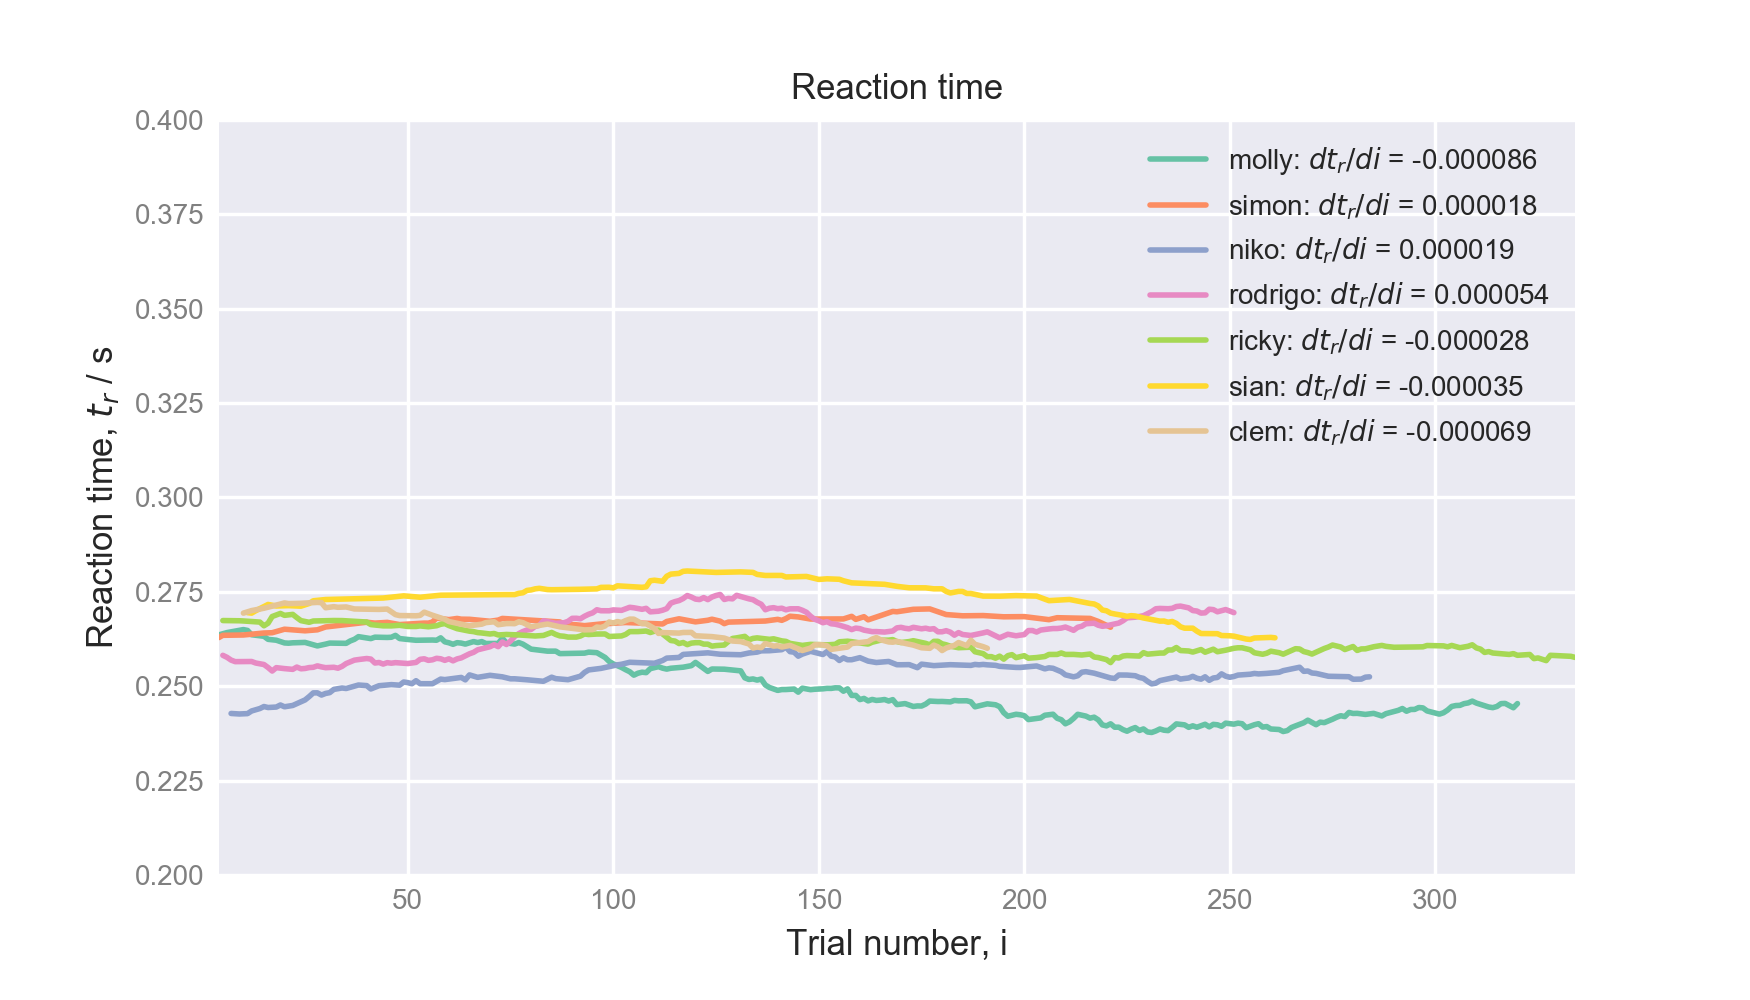 Reaction time
0.400
0.375
0.350
0.325
0.300
0.275
0.250
0.225
0.200
Reaction time, t_r / s
molly: dt_r/di = -0.000086
simon: dt_r/di = 0.000018
niko: dt_r/di = 0.000019
rodrigo: dt_r/di = 0.000054
ricky: dt_r/di = -0.000028
sian: dt_r/di = -0.000035
clem: dt_r/di = -0.000069
50 100 150 200 250 300
Trial number, i